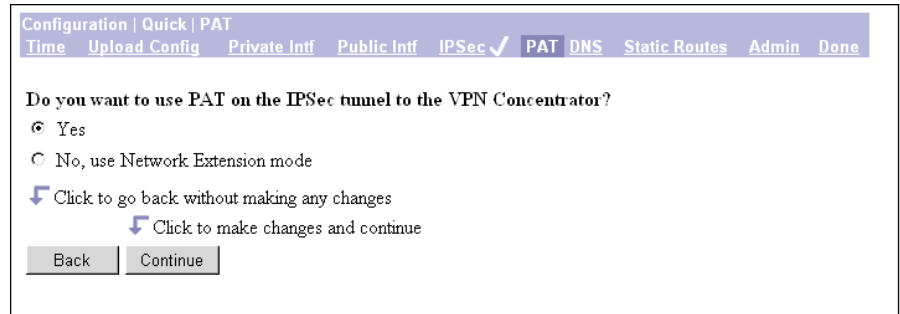 Configuration | Quick | PAT
Time Upload Config Private Intf Public Intf IPSec ✓ PAT DNS Static Routes Admin Done
Do you want to use PAT on the IPSec tunnel to the VPN Concentrator?
Yes
No, use Network Extension mode
Click to go back without making any changes
Click to make changes and continue
Back Continue